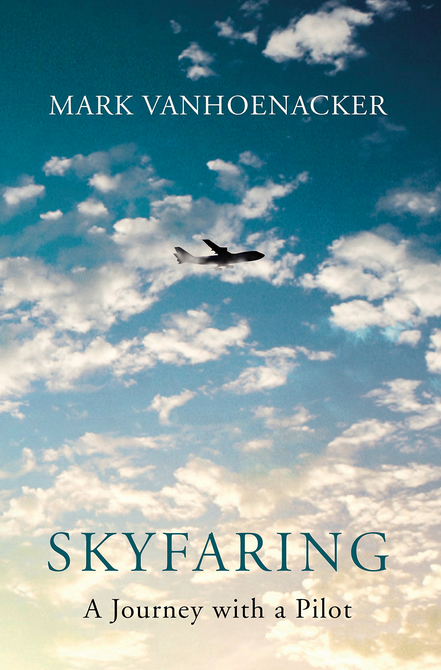 MARK VANHOENACKER
SKYFARING
A Journey with a Pilot